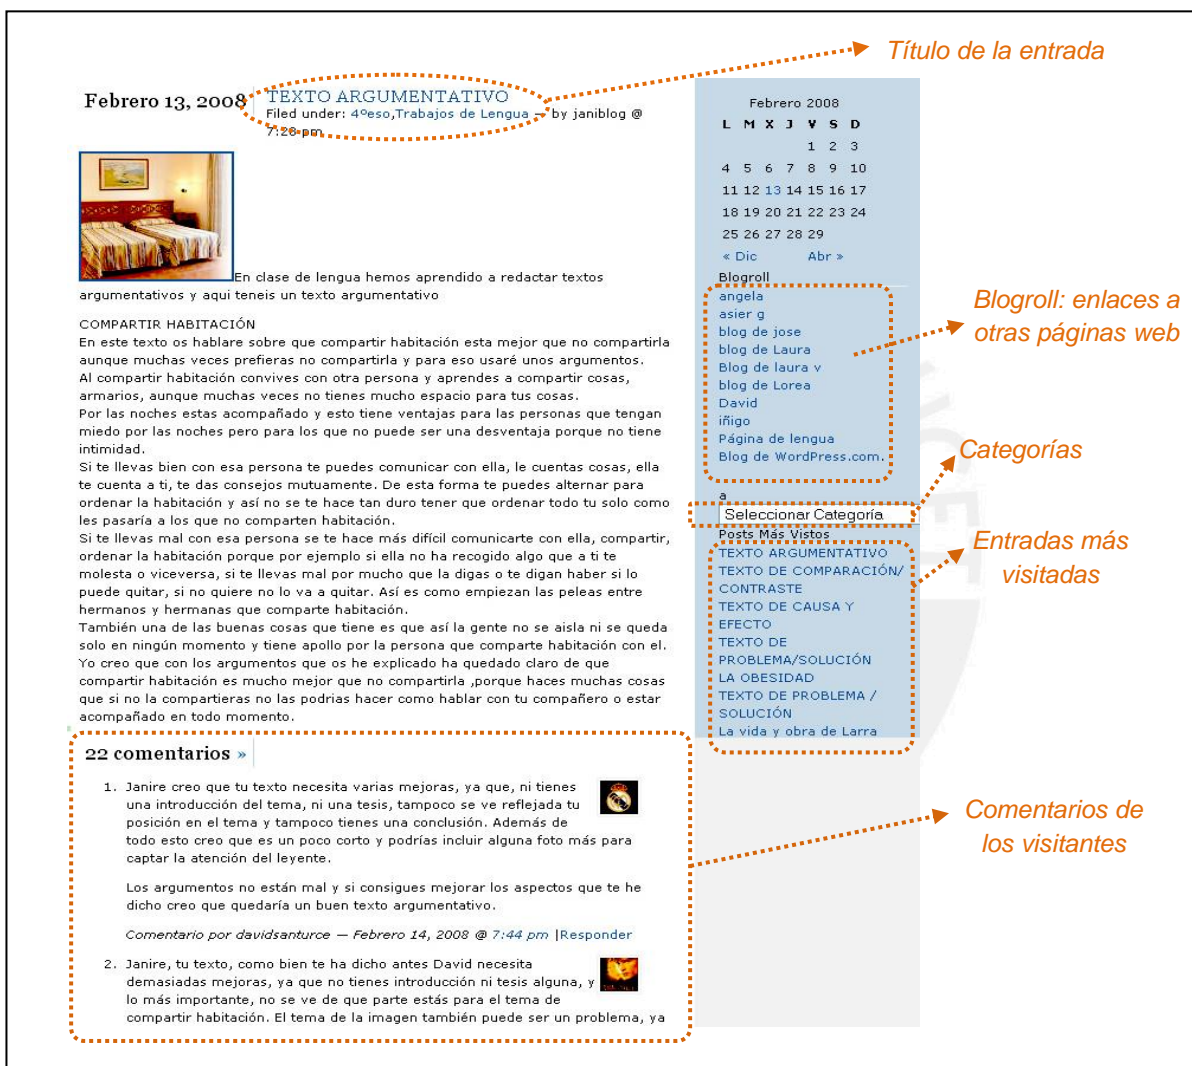 Título de la entrada
Febrero 13, 2008
TEXTO ARGUMENTATIVO
Filed under: 4ºeso,Trabajos de Lengua — by janiblog @
7:28 pm
En clase de lengua hemos aprendido a redactar textos
argumentativos y aqui teneis un texto argumentativo
COMPARTIR HABITACIÓN
En este texto os hablare sobre que compartir habitación esta mejor que no compartirla
aunque muchas veces prefieras no compartirla y para eso usaré unos argumentos.
Al compartir habitación convives con otra persona y aprendes a compartir cosas,
armarios, aunque muchas veces no tienes mucho espacio para tus cosas.
Por las noches estas acompañado y esto tiene ventajas para las personas que tengan
miedo por las noches pero para los que no puede ser una desventaja porque no tiene
intimidad.
Si te llevas bien con esa persona te puedes comunicar con ella, le cuentas cosas, ella
te cuenta a ti, te das consejos mutuamente. De esta forma te puedes alternar para
ordenar la habitación y así no se te hace tan duro tener que ordenar todo tu solo como
les pasaría a los que no comparten habitación.
Si te llevas mal con esa persona se te hace más difícil comunicarte con ella, compartir,
ordenar la habitación porque por ejemplo si ella no ha recogido algo que a ti te
molesta o viceversa, si te llevas mal por mucho que la digas o te digan haber si lo
puede quitar, si no quiere no lo va a quitar. Así es como empiezan las peleas entre
hermanos y hermanas que comparte habitación.
También una de las buenas cosas que tiene es que así la gente no se aisla ni se queda
solo en ningún momento y tiene apollo por la persona que comparte habitación con el.
Yo creo que con los argumentos que os he explicado ha quedado claro de que
compartir habitación es mucho mejor que no compartirla ,porque haces muchas cosas
que si no la compartieras no las podrias hacer como hablar con tu compañero o estar
acompañado en todo momento.
22 comentarios »
1. Janire creo que tu texto necesita varias mejoras, ya que, ni tienes
una introducción del tema, ni una tesis, tampoco se ve reflejada tu
posición en el tema y tampoco tienes una conclusión. Además de
todo esto creo que es un poco corto y podrías incluir alguna foto más para
captar la atención del leyente.
Los argumentos no están mal y si consigues mejorar los aspectos que te he
dicho creo que quedaría un buen texto argumentativo.
Comentario por davidsanturce — Febrero 14, 2008 @ 7:44 pm |Responder
2. Janire, tu texto, como bien te ha dicho antes David necesita
demasiadas mejoras, ya que no tienes introducción ni tesis alguna, y
lo más importante, no se ve de que parte estás para el tema de
compartir habitación. El tema de la imagen también puede ser un problema, ya
Febrero 2008
L M X J V S D
1 2 3
4 5 6 7 8 9 10
11 12 13 14 15 16 17
18 19 20 21 22 23 24
25 26 27 28 29
« Dic Abr »
Blogroll
angela
asier g
blog de jose
blog de Laura
Blog de laura v
blog de Lorea
David
iñigo
Página de lengua
Blog de WordPress.com.
a
Seleccionar Categoría
Posts Más Vistos
TEXTO ARGUMENTATIVO
TEXTO DE COMPARACIÓN/
CONTRASTE
TEXTO DE CAUSA Y
EFECTO
TEXTO DE
PROBLEMA/SOLUCIÓN
LA OBESIDAD
TEXTO DE PROBLEMA /
SOLUCIÓN
La vida y obra de Larra
Blogroll: enlaces a
otras páginas web
Categorías
Entradas más
visitadas
Comentarios de
los visitantes